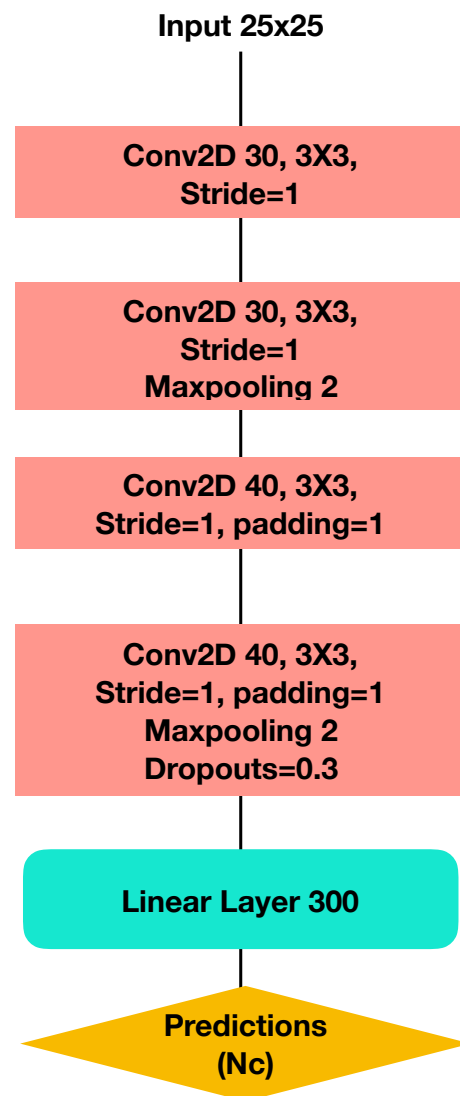 Input 25x25
Conv2D 30, 3X3,
Stride=1
Conv2D 30, 3X3,
Stride=1
Maxpooling 2
Conv2D 40, 3X3,
Stride=1, padding=1
Conv2D 40, 3X3,
Stride=1, padding=1
Maxpooling 2
Dropouts=0.3
Linear Layer 300
Predictions
(Nc)